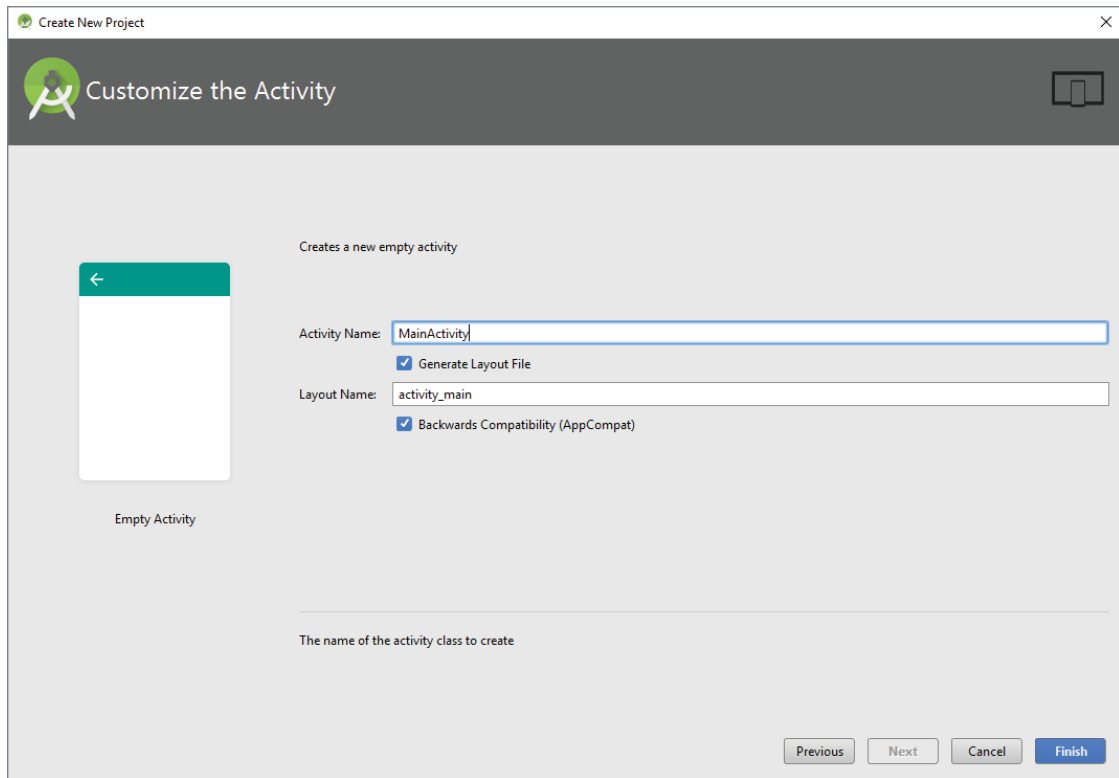 Create New Project
Customize the Activity
Creates a new empty activity
Activity Name: MainActivity
Generate Layout File
Layout Name: activity_main
Backwards Compatibility (AppCompat)
Empty Activity
The name of the activity class to create
Previous Next Cancel Finish